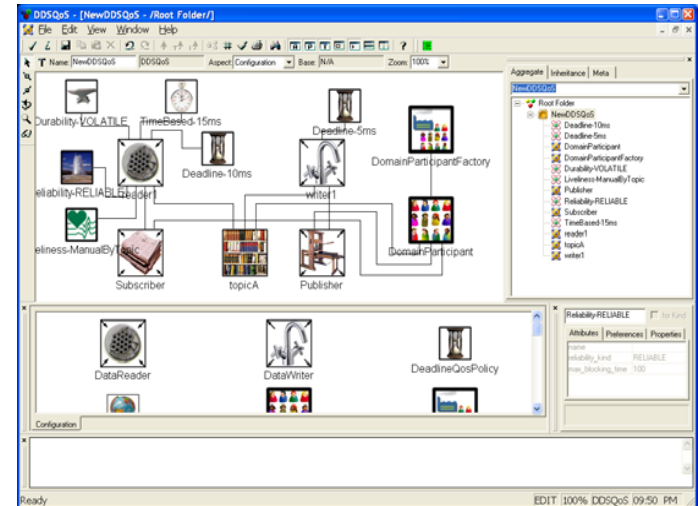 DDSQoS - [NewDDSQoS - /Root Folder/]
File Edit View Window Help
Name: NewDDSQoS DDSQoS Aspect: Configuration Base: N/A Zoom: 100%
Durability-VOLATILE
TimeBased-15ms
Deadline-5ms
Deadline-10ms
DomainParticipantFactory
eliability-RELIABLE
reader1
writer1
eliness-ManualByTopic
DomainParticipant
Subscriber
topicA
Publisher
Aggregate Inheritance Meta
NewDDSQoS
Root Folder
NewDDSQoS
Deadline-10ms
Deadline-5ms
DomainParticipant
DomainParticipantFactory
Durability-VOLATILE
Liveliness-ManualByTopic
Publisher
Reliability-RELIABLE
Subscriber
TimeBased-15ms
reader1
topicA
writer1
DataReader
DataWriter
DeadlineQosPolicy
Configuration
Reliability-RELIABLE for Kind
Attributes Preferences Properties
name
reliability_kind RELIABLE
max_blocking_time 100
Ready
EDIT 100% DDSQoS 09:50 PM